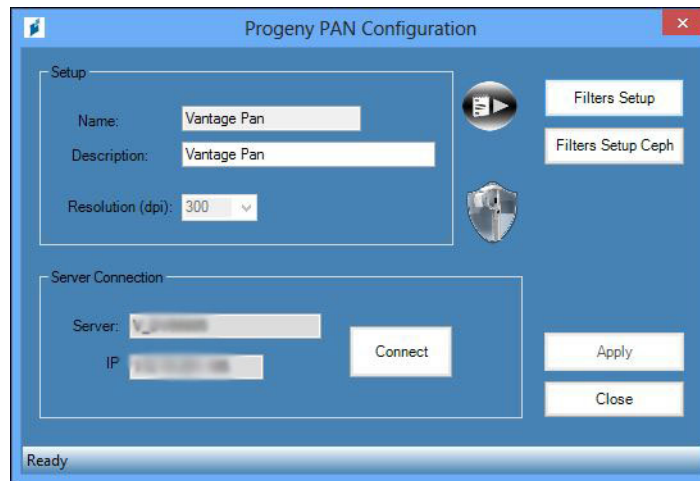 Progeny PAN Configuration
Setup
Name: Vantage Pan
Description: Vantage Pan
Resolution (dpi): 300
Filters Setup
Filters Setup Ceph
Server Connection
Server:
IP
Connect
Apply
Close
Ready